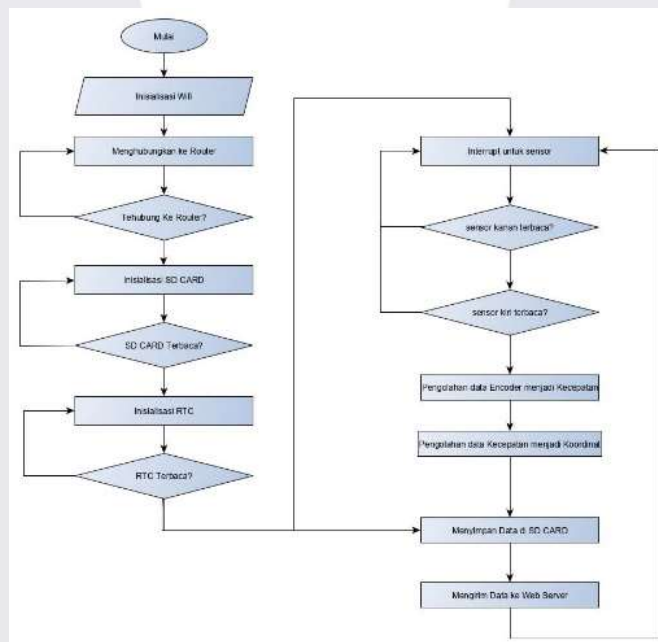 Mulai
Inisialisasi Wifi
Menghubungkan ke Router
Tehubung Ke Router?
Inisialisasi SD CARD
SD CARD Terbaca?
Inisialisasi RTC
RTC Terbaca?
Interrupt untuk sensor
sensor kanan terbaca?
sensor kiri terbaca?
Pengolahan data Encoder menjadi Kecepatan
Pengolahan data Kecepatan menjadi Koordinat
Menyimpan Data di SD CARD
Mengirim Data ke Web Server